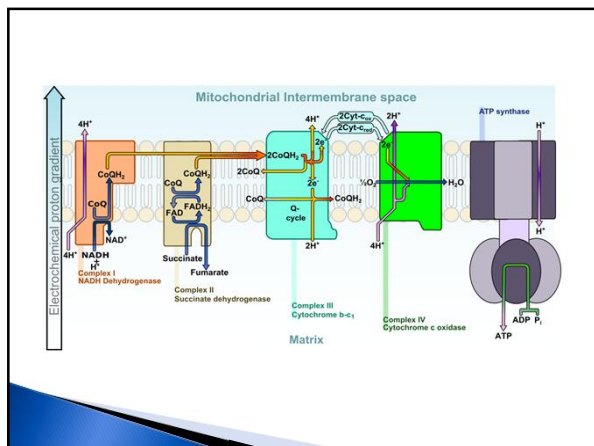 Mitochondrial Intermembrane space
Electrochemical proton gradient
4H⁺
CoQH₂
CoQ
NAD⁺
NADH
+
H⁺
4H⁺
Complex I
NADH Dehydrogenase
CoQH₂
CoQ
FAD
FADH₂
Succinate
Fumarate
Complex II
Succinate dehydrogenase
4H⁺
2Cyt-c_ox
2Cyt-c_red
2e⁻
2CoQH₂
2CoQ
2e⁻
CoQ
CoQH₂
Q-
cycle
2H⁺
Complex III
Cytochrome b-c₁
2H⁺
2e⁻
½O₂
H₂O
4H⁺
Complex IV
Cytochrome c oxidase
ATP synthase
H⁺
H⁺
ATP
ADP
Pᵢ
Matrix